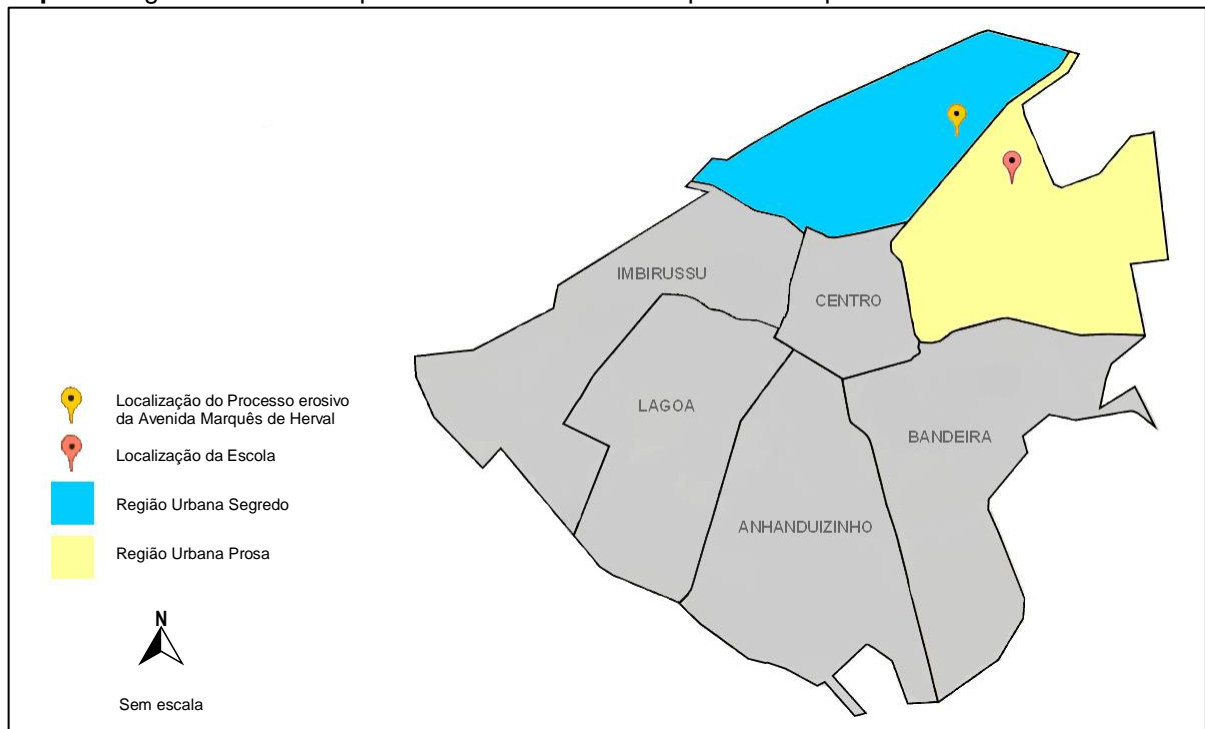 IMBIRUSSU
CENTRO
LAGOA
BANDEIRA
ANHANDUIZINHO
Localização do Processo erosivo
da Avenida Marquês de Herval
Localização da Escola
Região Urbana Segredo
Região Urbana Prosa
N
Sem escala